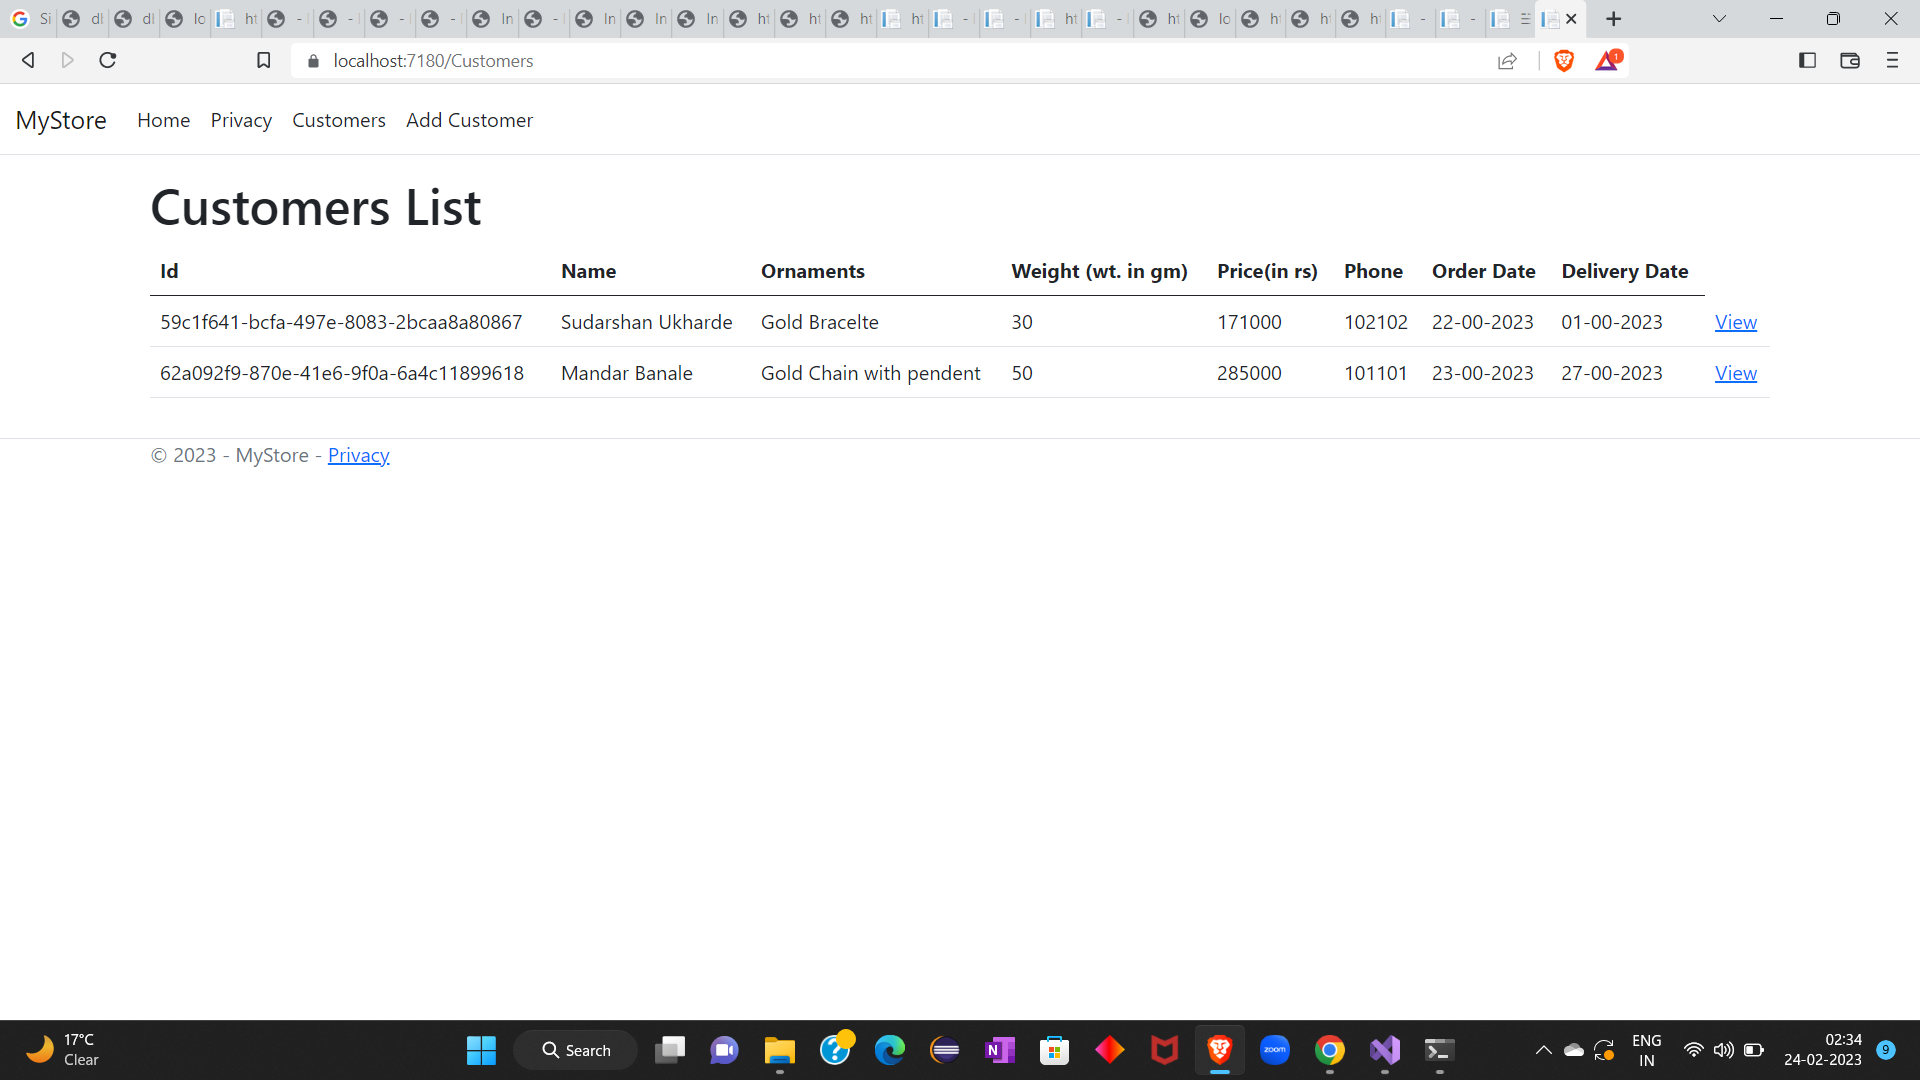 localhost:7180/Customers
1
MyStore Home Privacy Customers Add Customer
Customers List
Id Name Ornaments Weight (wt. in gm) Price(in rs) Phone Order Date Delivery Date
59c1f641-bcfa-497e-8083-2bcaa8a80867 Sudarshan Ukharde Gold Bracelte 30 171000 102102 22-00-2023 01-00-2023 View
62a092f9-870e-41e6-9f0a-6a4c11899618 Mandar Banale Gold Chain with pendent 50 285000 101101 23-00-2023 27-00-2023 View
© 2023 - MyStore - Privacy
17°C
Clear
Search
zoom
ENG
IN
02:34
24-02-2023
9